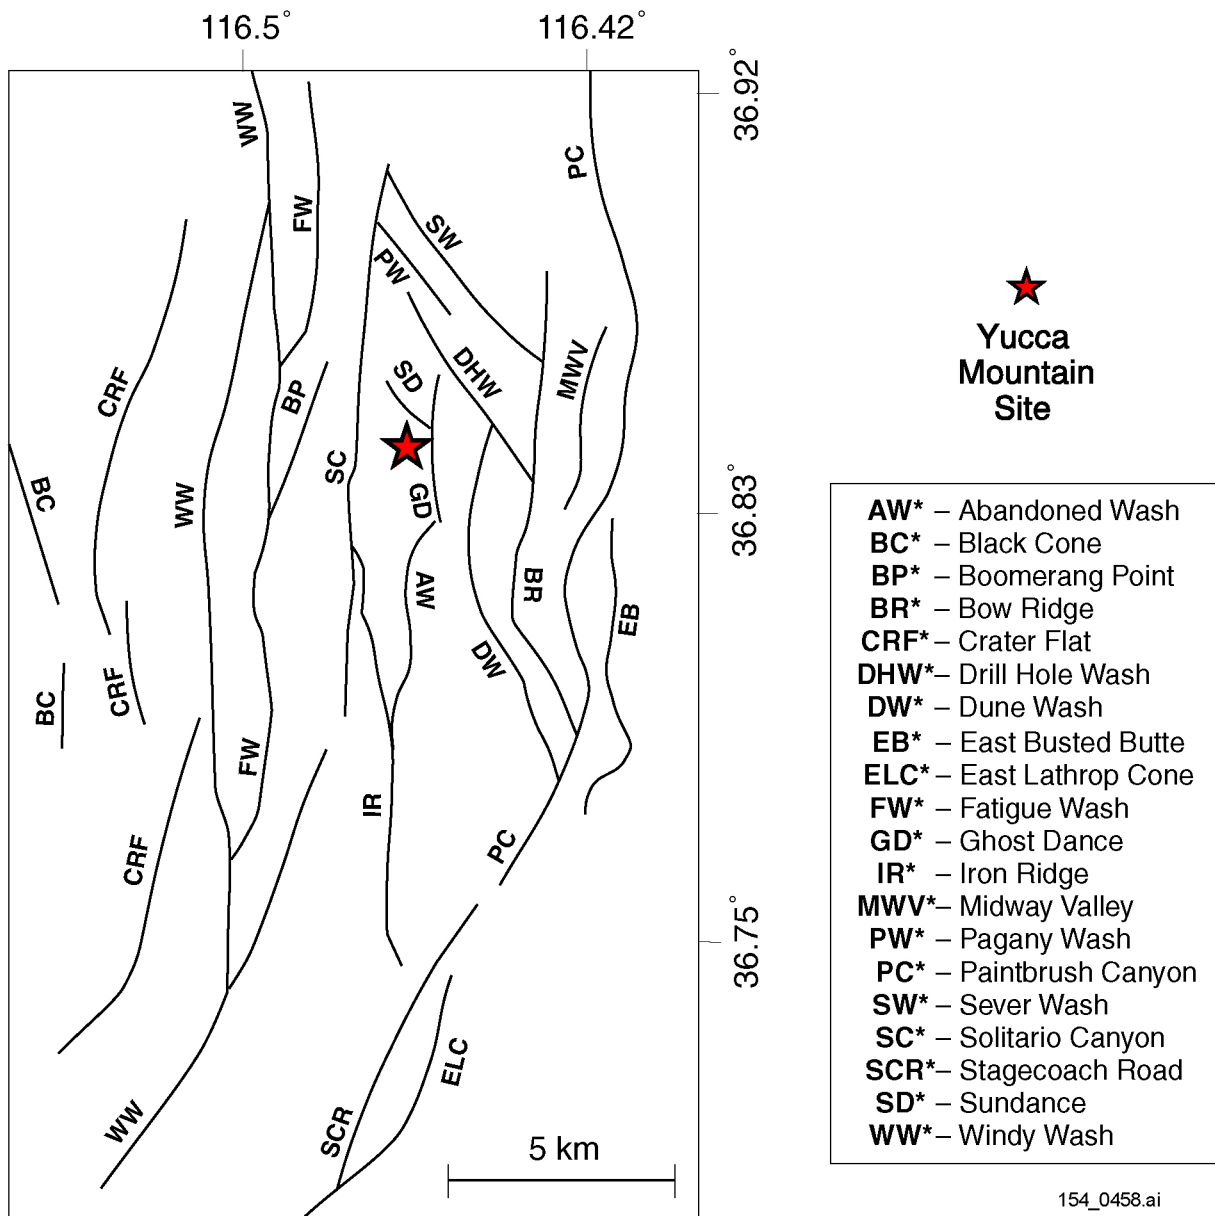 116.5°
116.42°
36.92°
WW
PC
FW
SW
PW
MWV
DHW
SD
CRF
BP
SC
BC
WW
GD
36.83°
AW
BR
EB
DW
CRF
BC
FW
IR
CRF
PC
36.75°
ELC
WW
SCR
5 km
Yucca
Mountain
Site
AW* – Abandoned Wash
BC* – Black Cone
BP* – Boomerang Point
BR* – Bow Ridge
CRF* – Crater Flat
DHW* – Drill Hole Wash
DW* – Dune Wash
EB* – East Busted Butte
ELC* – East Lathrop Cone
FW* – Fatigue Wash
GD* – Ghost Dance
IR* – Iron Ridge
MWV* – Midway Valley
PW* – Pagany Wash
PC* – Paintbrush Canyon
SW* – Sever Wash
SC* – Solitario Canyon
SCR* – Stagecoach Road
SD* – Sundance
WW* – Windy Wash
154_0458.ai